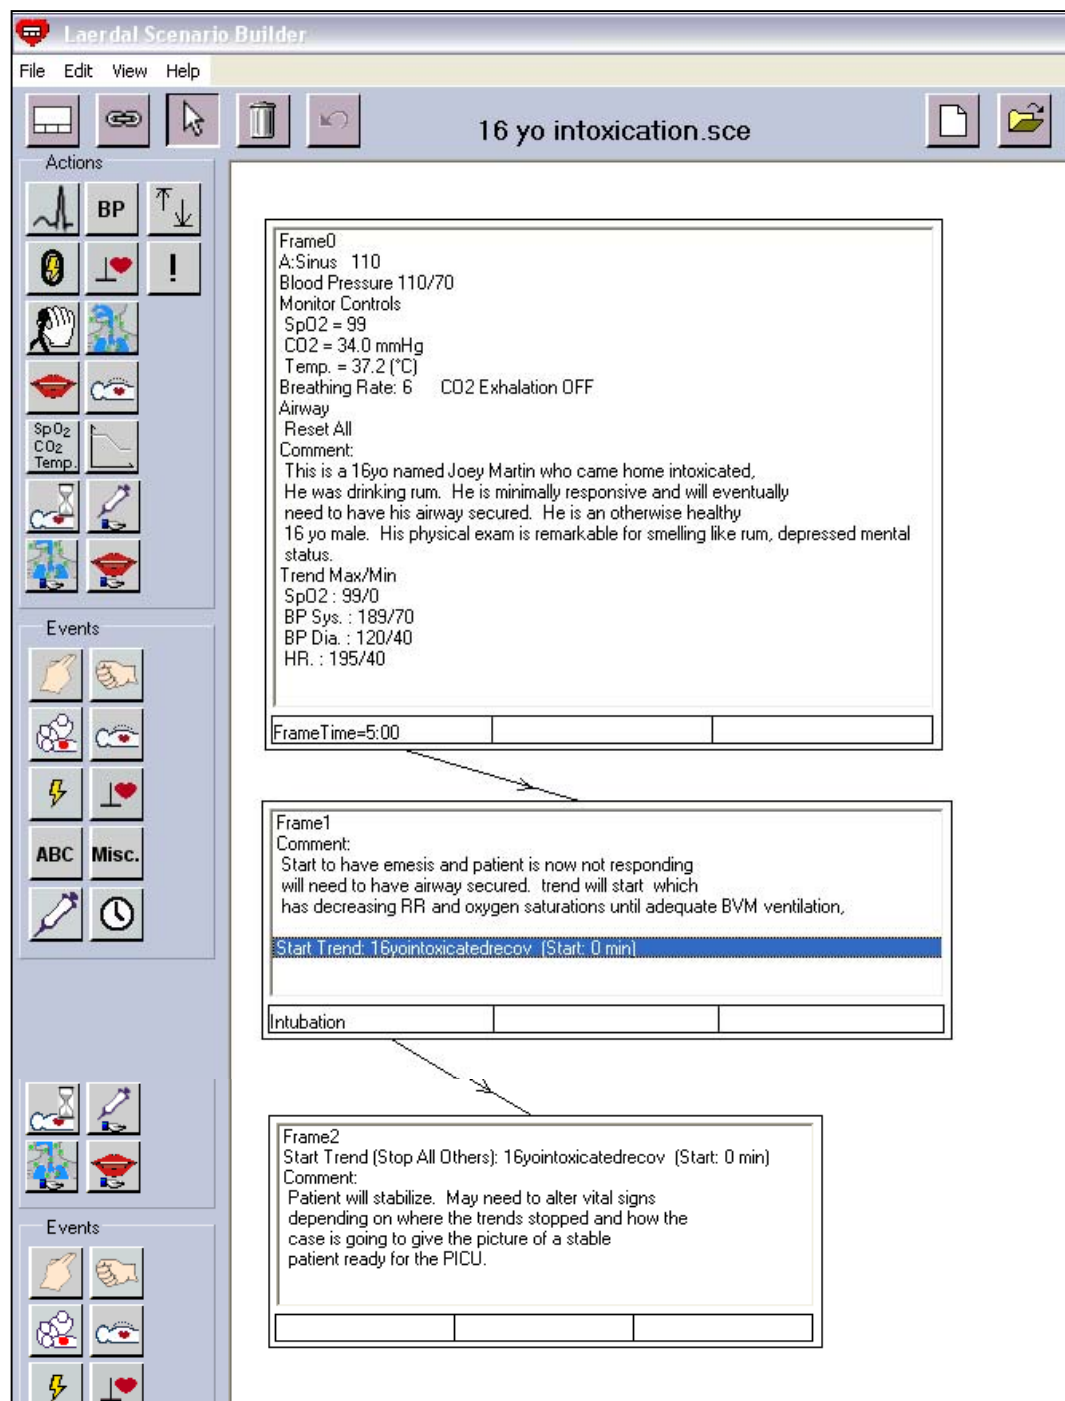 Laerdal Scenario Builder
File Edit View Help
16 yo intoxication.sce
Actions
BP
!
SpO2
CO2
Temp.
Events
ABC Misc.
Events
Frame0
A:Sinus 110
Blood Pressure 110/70
Monitor Controls
SpO2 = 99
CO2 = 34.0 mmHg
Temp. = 37.2 (°C)
Breathing Rate: 6 CO2 Exhalation OFF
Airway
Reset All
Comment:
This is a 16yo named Joey Martin who came home intoxicated,
He was drinking rum. He is minimally responsive and will eventually
need to have his airway secured. He is an otherwise healthy
16 yo male. His physical exam is remarkable for smelling like rum, depressed mental
status.
Trend Max/Min
SpO2 : 99/0
BP Sys. : 189/70
BP Dia. : 120/40
HR. : 195/40
FrameTime=5:00
Frame1
Comment:
Start to have emesis and patient is now not responding
will need to have airway secured. trend will start which
has decreasing RR and oxygen saturations until adequate BVM ventilation,
Start Trend: 16yointoxicatedrecov (Start: 0 min)
Intubation
Frame2
Start Trend (Stop All Others): 16yointoxicatedrecov (Start: 0 min)
Comment:
Patient will stabilize. May need to alter vital signs
depending on where the trends stopped and how the
case is going to give the picture of a stable
patient ready for the PICU.